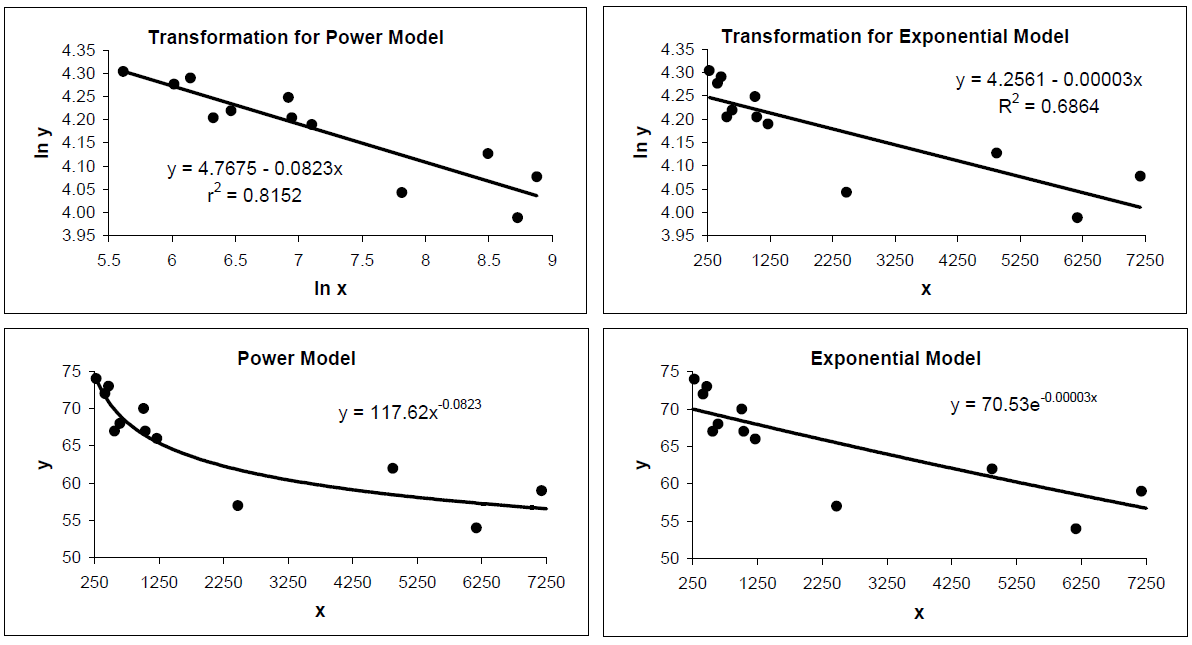 Transformation for Power Model
4.35
4.30
4.25
4.20
4.15
4.10
4.05
4.00
3.95
ln y
y = 4.7675 - 0.0823x
r² = 0.8152
5.5 6 6.5 7 7.5 8 8.5 9
ln x
Transformation for Exponential Model
4.35
4.30
4.25
4.20
4.15
4.10
4.05
4.00
3.95
ln y
y = 4.2561 - 0.00003x
R² = 0.6864
250 1250 2250 3250 4250 5250 6250 7250
x
Power Model
75
70
65
60
55
50
y
y = 117.62x^-0.0823
250 1250 2250 3250 4250 5250 6250 7250
x
Exponential Model
75
70
65
60
55
50
y
y = 70.53e^-0.00003x
250 1250 2250 3250 4250 5250 6250 7250
x